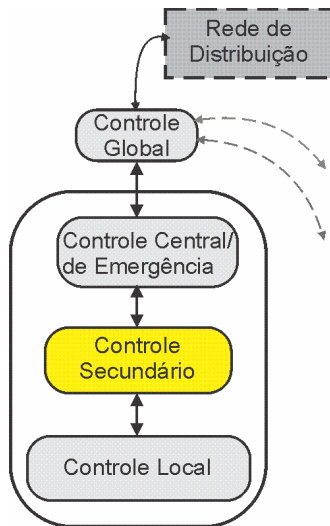 Rede de
Distribuição
Controle
Global
Controle Central/
de Emergência
Controle
Secundário
Controle Local